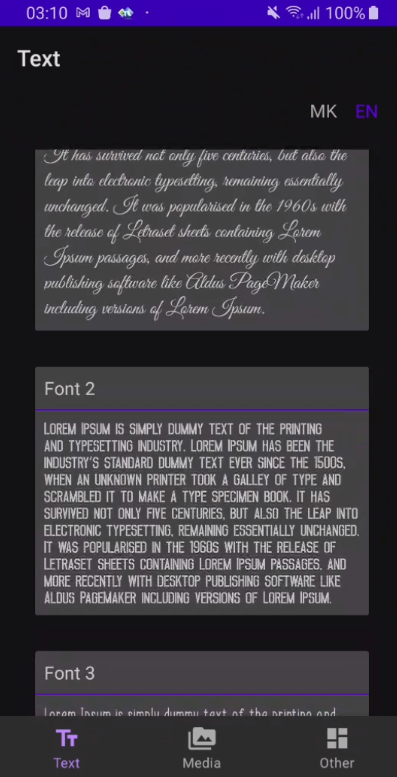 03:10
100%
Text
MK EN
It has survived not only five centuries, but also the
leap into electronic typesetting, remaining essentially
unchanged. It was popularised in the 1960s with
the release of Letraset sheets containing Lorem
Ipsum passages, and more recently with desktop
publishing software like Aldus PageMaker
including versions of Lorem Ipsum.
Font 2
Lorem Ipsum is simply dummy text of the printing
and typesetting industry. Lorem Ipsum has been the
industry's standard dummy text ever since the 1500s,
when an unknown printer took a galley of type and
scrambled it to make a type specimen book. It has
survived not only five centuries, but also the leap into
electronic typesetting, remaining essentially unchanged.
It was popularised in the 1960s with the release of
Letraset sheets containing Lorem Ipsum passages, and
more recently with desktop publishing software like
Aldus PageMaker including versions of Lorem Ipsum.
Font 3
Lorem Ipsum is simply dummy text of the printing and
Text Media Other